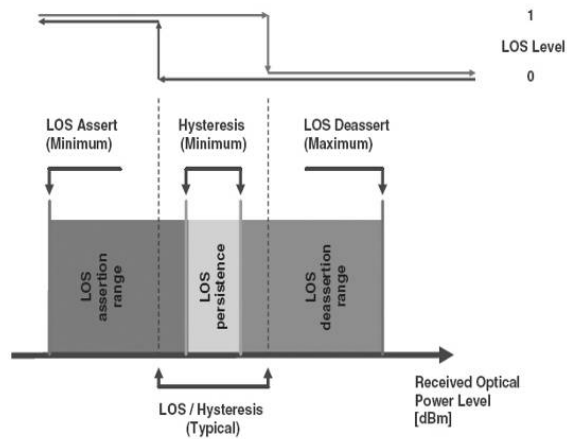 1
LOS Level
0
LOS Assert
(Minimum)
Hysteresis
(Minimum)
LOS Deassert
(Maximum)
LOS
assertion
range
LOS
persistence
LOS
deassertion
range
Received Optical
Power Level
[dBm]
LOS / Hysteresis
(Typical)